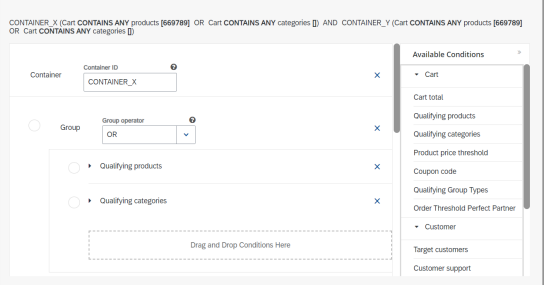 CONTAINER_X (Cart CONTAINS ANY products [669789] OR Cart CONTAINS ANY categories []) AND CONTAINER_Y (Cart CONTAINS ANY products [669789]
OR Cart CONTAINS ANY categories [])
Container
Container ID
CONTAINER_X
Group
Group operator
OR
Qualifying products
Qualifying categories
Drag and Drop Conditions Here
Available Conditions
Cart
Cart total
Qualifying products
Qualifying categories
Product price threshold
Coupon code
Qualifying Group Types
Order Threshold Perfect Partner
Customer
Target customers
Customer support